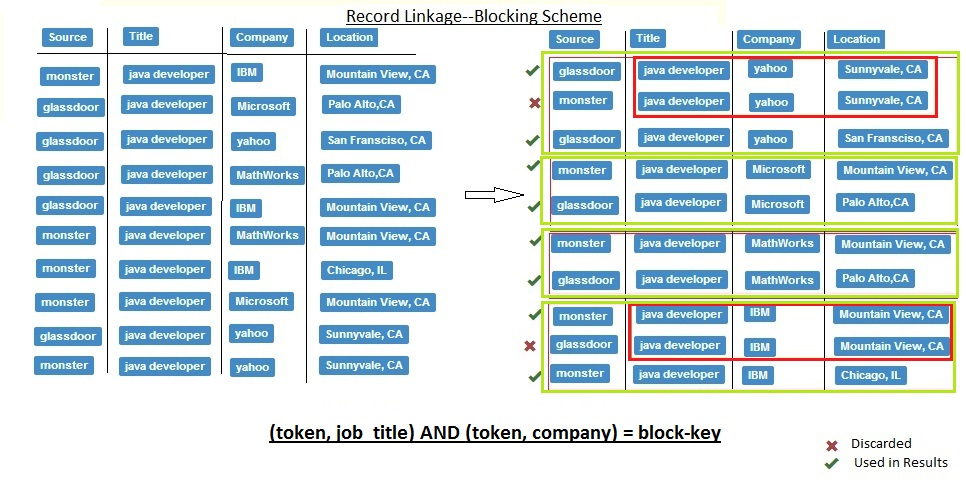 Record Linkage--Blocking Scheme
Source Title Company Location
monster java developer IBM Mountain View, CA
glassdoor java developer Microsoft Palo Alto,CA
glassdoor java developer yahoo San Fransciso, CA
glassdoor java developer MathWorks Palo Alto,CA
glassdoor java developer IBM Mountain View, CA
monster java developer MathWorks Mountain View, CA
monster java developer IBM Chicago, IL
monster java developer Microsoft Mountain View, CA
glassdoor java developer yahoo Sunnyvale, CA
monster java developer yahoo Sunnyvale, CA
Source Title Company Location
glassdoor java developer yahoo Sunnyvale, CA
monster java developer yahoo Sunnyvale, CA
glassdoor java developer yahoo San Fransciso, CA
monster java developer Microsoft Mountain View, CA
glassdoor java developer Microsoft Palo Alto,CA
monster java developer MathWorks Mountain View, CA
glassdoor java developer MathWorks Palo Alto,CA
monster java developer IBM Mountain View, CA
glassdoor java developer IBM Mountain View, CA
monster java developer IBM Chicago, IL
(token, job_title) AND (token, company) = block-key
Discarded
Used in Results